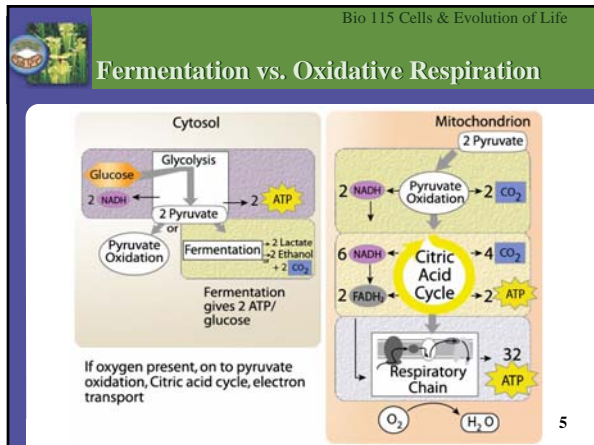 Bio 115 Cells & Evolution of Life
Fermentation vs. Oxidative Respiration
Cytosol
Glycolysis
Glucose
2 NADH
2 ATP
2 Pyruvate
or
Pyruvate
Oxidation
Fermentation
2 Lactate
2 Ethanol
+ 2 CO₂
Fermentation
gives 2 ATP/
glucose
If oxygen present, on to pyruvate
oxidation, Citric acid cycle, electron
transport
Mitochondrion
2 Pyruvate
2 NADH
Pyruvate
Oxidation
2 CO₂
6 NADH
Citric
Acid
Cycle
4 CO₂
2 FADH₂
2 ATP
Respiratory
Chain
32
ATP
O₂
H₂O
5